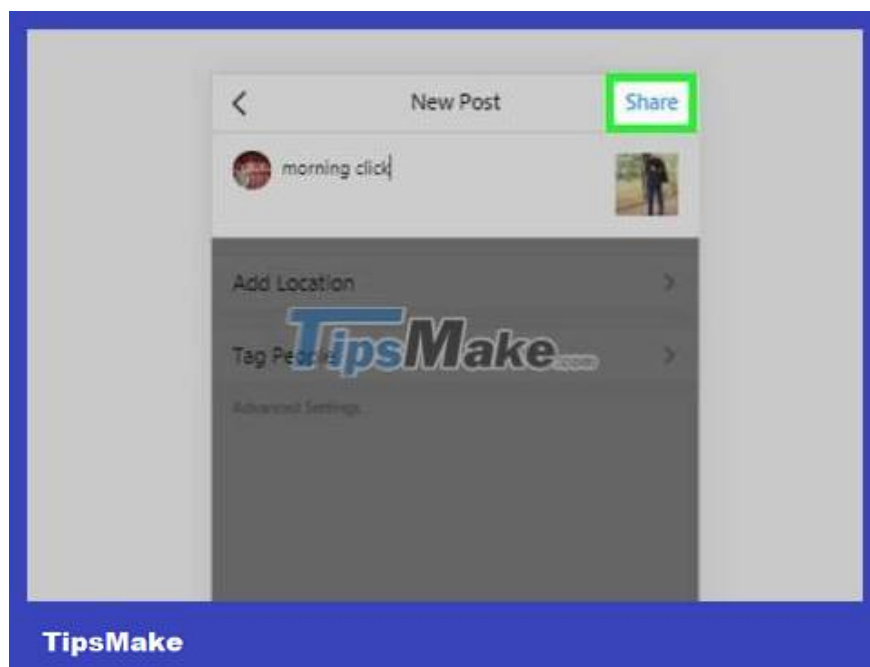 New Post Share
morning click
Add Location
TipsMake.com
Tag People
Advanced Settings
TipsMake